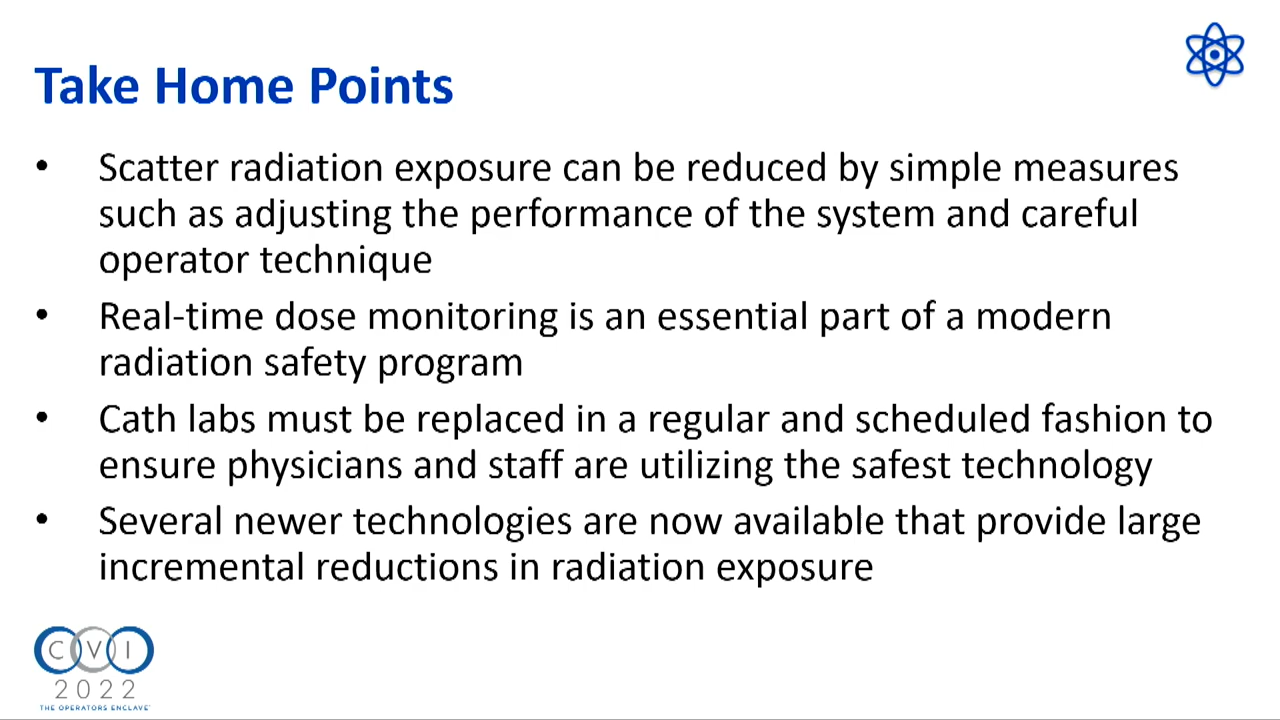 Take Home Points
• Scatter radiation exposure can be reduced by simple measures
such as adjusting the performance of the system and careful
operator technique
• Real-time dose monitoring is an essential part of a modern
radiation safety program
• Cath labs must be replaced in a regular and scheduled fashion to
ensure physicians and staff are utilizing the safest technology
• Several newer technologies are now available that provide large
incremental reductions in radiation exposure
CVI
2022
THE OPERATORS ENCLAVE